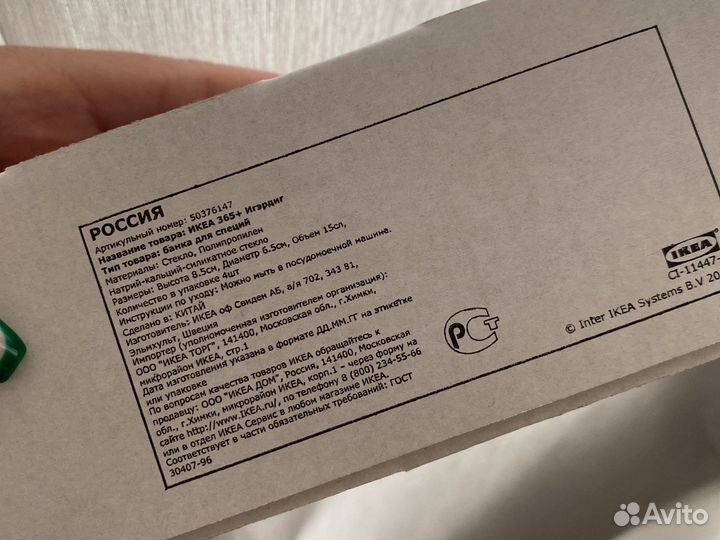 РОССИЯ
Артикульный номер: 50376147
Название товара: ИКЕА 365+ Игэрдиг
Тип товара: банка для специй
Материалы: Стекло, Полипропилен
Натрий-кальций-силикатное стекло
Размеры: Высота 8.5см, Диаметр 6.5см, Объем 15сл,
Количество в упаковке 4шт
Инструкции по уходу: Можно мыть в посудомоечной машине.
Сделано в: КИТАЙ
Изготовитель: ИКЕА оф Свиден АБ, а/я 702, 343 81,
Эльмхульт, Швеция
Импортер (уполномоченная изготовителем организация):
ООО "ИКЕА ТОРГ", 141400, Московская обл., г.Химки,
микрорайон ИКЕА, стр.1
Дата изготовления указана в формате ДД.ММ.ГГ на этикетке
или упаковке
По вопросам качества товаров ИКЕА обращайтесь к
продавцу: ООО "ИКЕА ДОМ", Россия, 141400, Московская
обл., г.Химки, микрорайон ИКЕА, корп.1 – через форму на
сайте http://www.IKEA.ru/, по телефону 8 (800) 234-55-66
или в отдел ИКЕА Сервис в любом магазине ИКЕА.
Соответствует в части обязательных требований: ГОСТ
30407-96
РСТ
IKEA
CI-11447-
© Inter IKEA Systems B.V 20
Avito